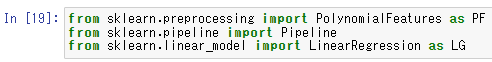 In [19]: from sklearn.preprocessing import PolynomialFeatures as PF
from sklearn.pipeline import Pipeline
from sklearn.linear_model import LinearRegression as LG